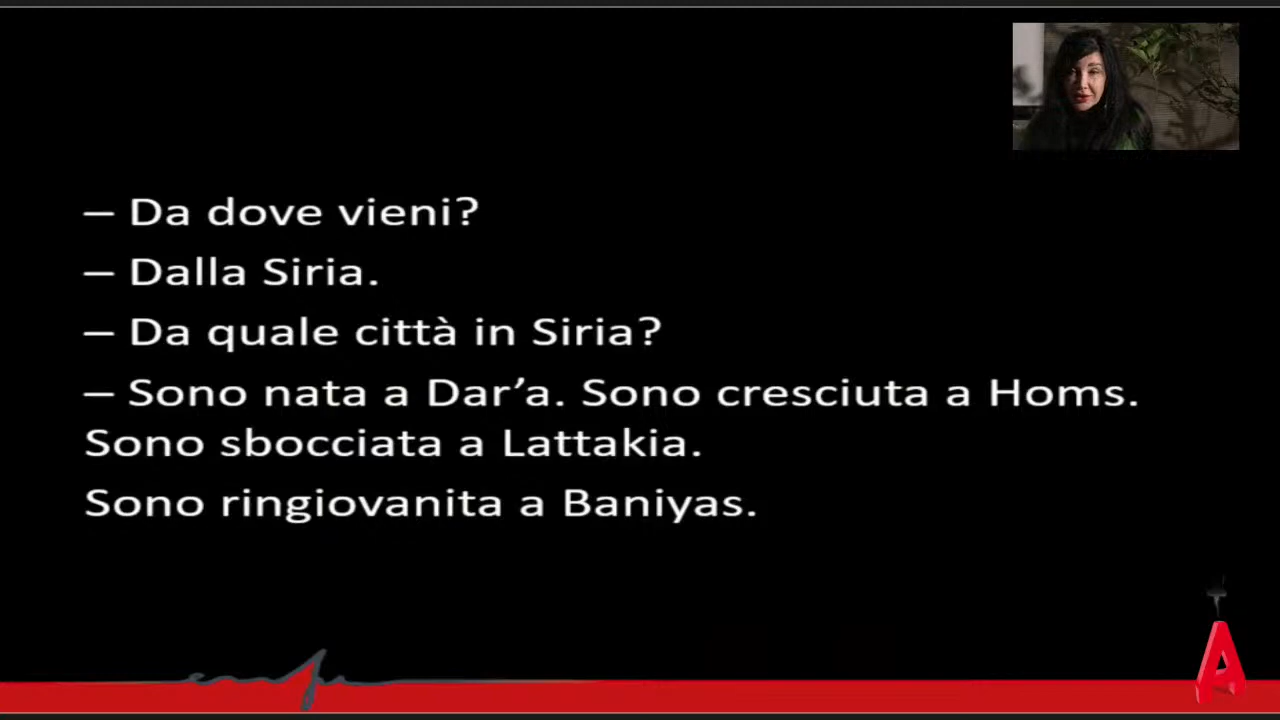 – Da dove vieni?
– Dalla Siria.
– Da quale città in Siria?
– Sono nata a Dar’a. Sono cresciuta a Homs.
Sono sbocciata a Lattakia.
Sono ringiovanita a Baniyas.
A